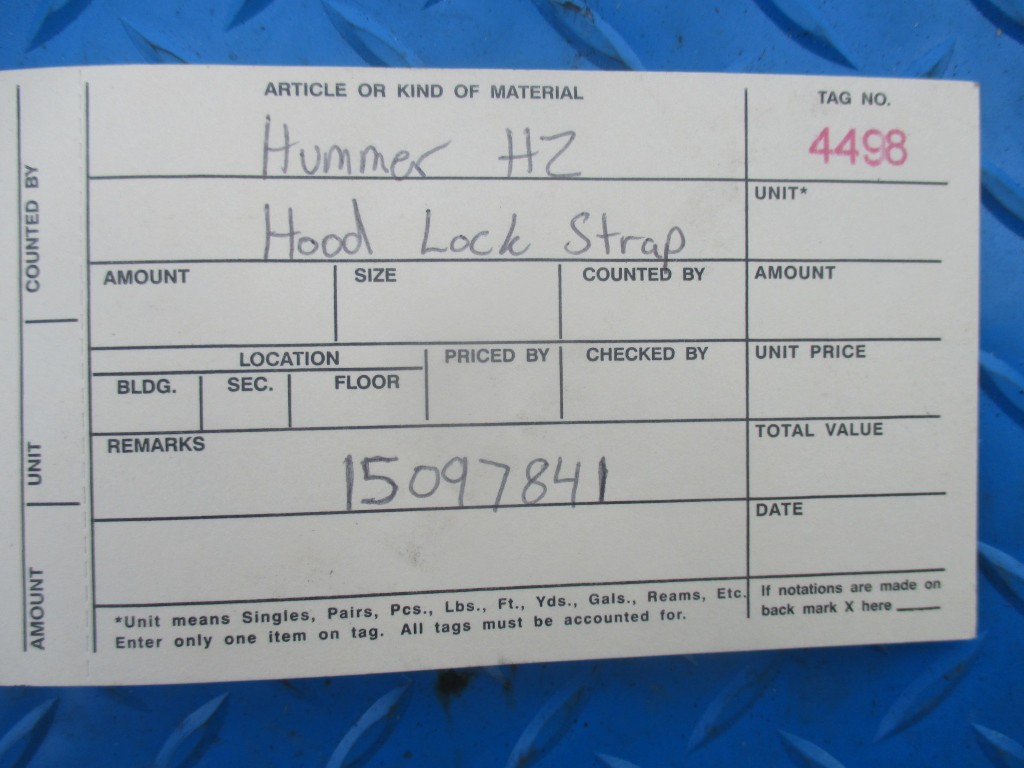 ARTICLE OR KIND OF MATERIAL
TAG NO.
Hummer H2
4498
UNIT*
Hood Lock Strap
AMOUNT
SIZE
COUNTED BY
AMOUNT
LOCATION
PRICED BY
CHECKED BY
UNIT PRICE
BLDG.
SEC.
FLOOR
REMARKS
TOTAL VALUE
15097841
DATE
*Unit means Singles, Pairs, Pcs., Lbs., Ft., Yds., Gals., Reams, Etc.
Enter only one item on tag. All tags must be accounted for.
If notations are made on
back mark X here
COUNTED BY
UNIT
AMOUNT